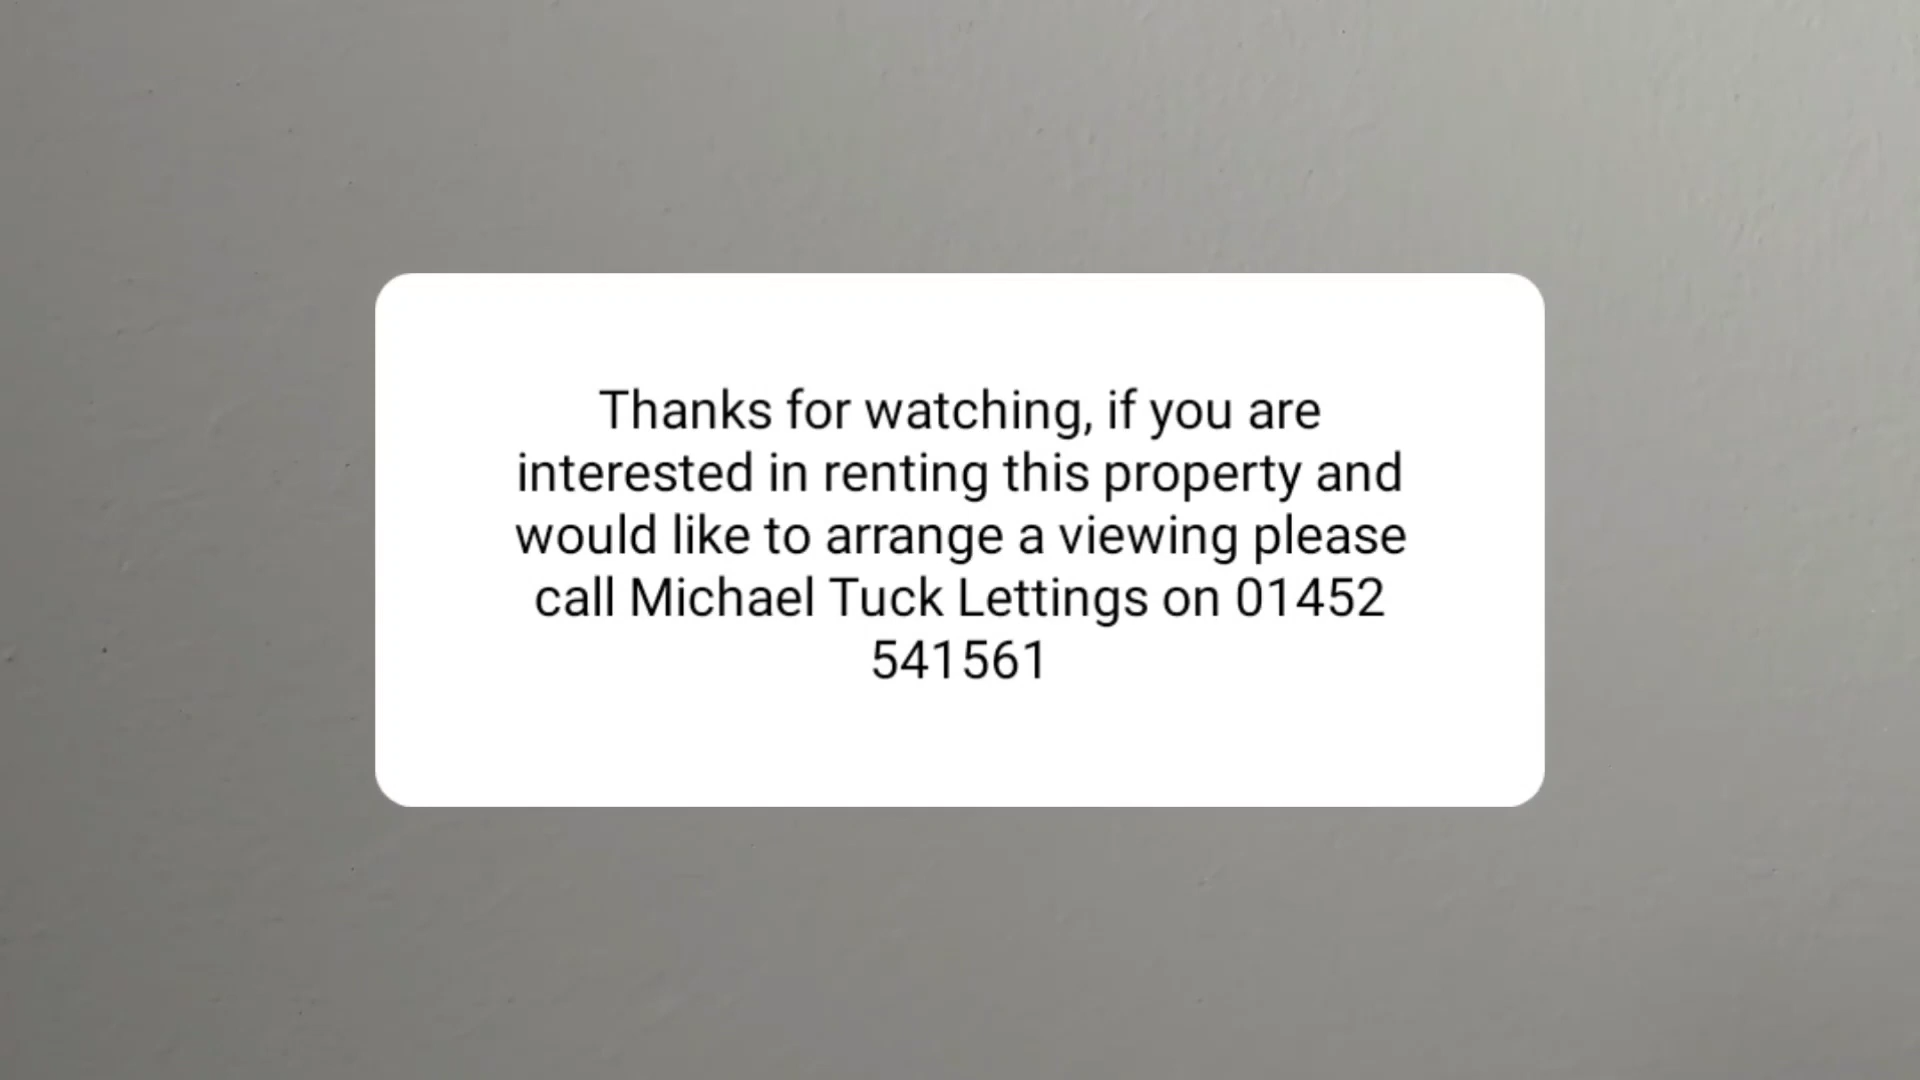 Thanks for watching, if you are
interested in renting this property and
would like to arrange a viewing please
call Michael Tuck Lettings on 01452
541561